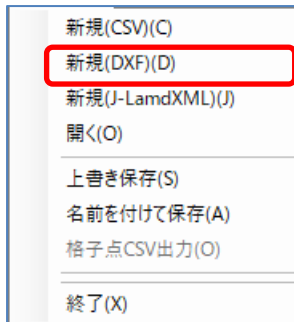 新規(CSV)(C)
新規(DXF)(D)
新規(J-LamdXML)(J)
開く(O)
上書き保存(S)
名前を付けて保存(A)
格子点CSV出力(O)
終了(X)